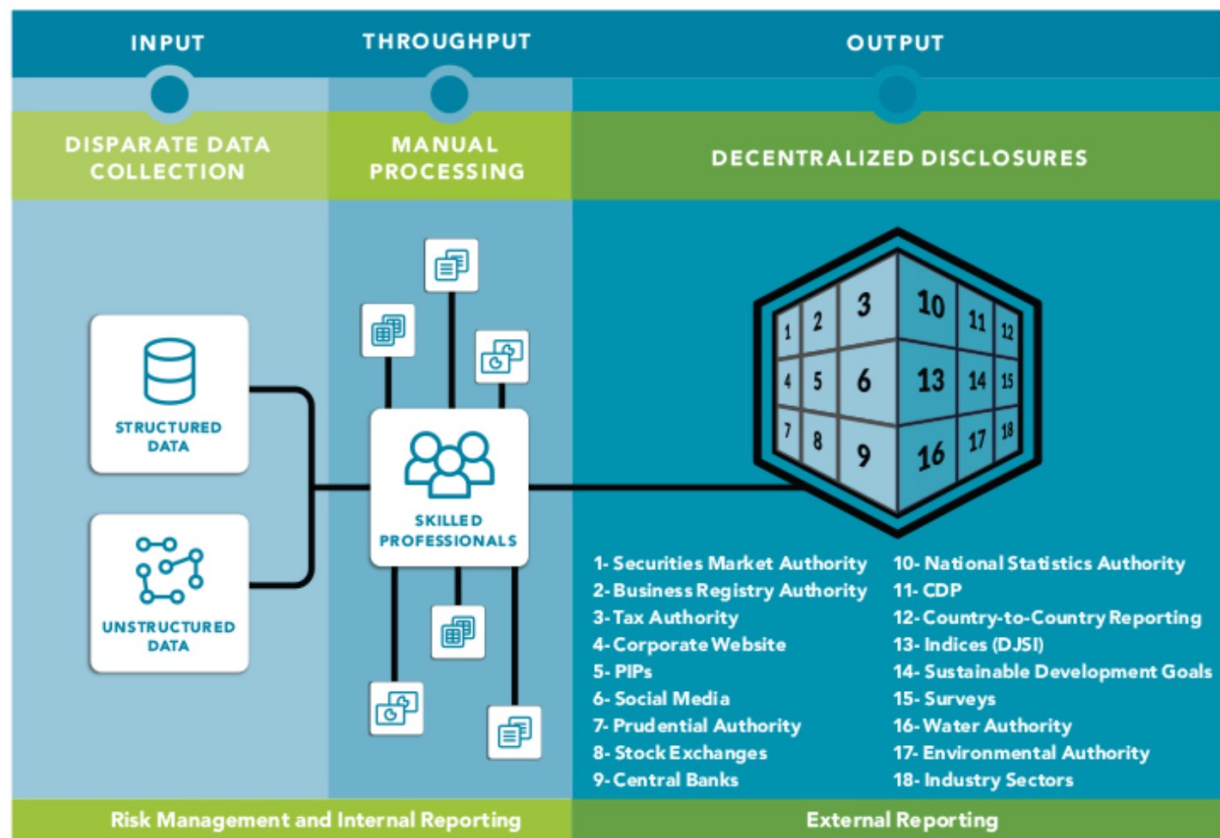 INPUT
THROUGHPUT
OUTPUT
DISPARATE DATA
COLLECTION
MANUAL
PROCESSING
DECENTRALIZED DISCLOSURES
STRUCTURED
DATA
UNSTRUCTURED
DATA
SKILLED
PROFESSIONALS
1 2 3 10 11 12
4 5 6 13 14 15
7 8 9 16 17 18
1- Securities Market Authority
2- Business Registry Authority
3- Tax Authority
4- Corporate Website
5- PIPs
6- Social Media
7- Prudential Authority
8- Stock Exchanges
9- Central Banks
10- National Statistics Authority
11- CDP
12- Country-to-Country Reporting
13- Indices (DJSI)
14- Sustainable Development Goals
15- Surveys
16- Water Authority
17- Environmental Authority
18- Industry Sectors
Risk Management and Internal Reporting
External Reporting